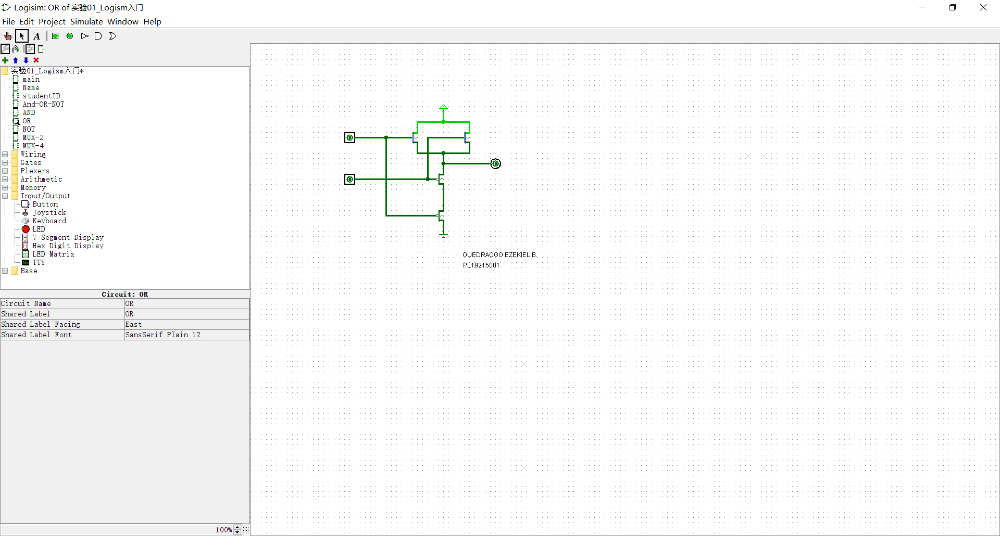 Logisim: OR of 实验01_Logism入门
File Edit Project Simulate Window Help
A
实验01_Logism入门*
main
Name
studentID
And-OR-NOT
AND
OR
NOT
MUX-2
MUX-4
Wiring
Gates
Plexers
Arithmetic
Memory
Input/Output
Button
Joystick
Keyboard
LED
7-Segment Display
Hex Digit Display
LED Matrix
TTY
Base
Circuit: OR
Circuit Name OR
Shared Label OR
Shared Label Facing East
Shared Label Font SansSerif Plain 12
100%
0
0
0
OUEDRAOGO EZEKIEL B.
PL19215001